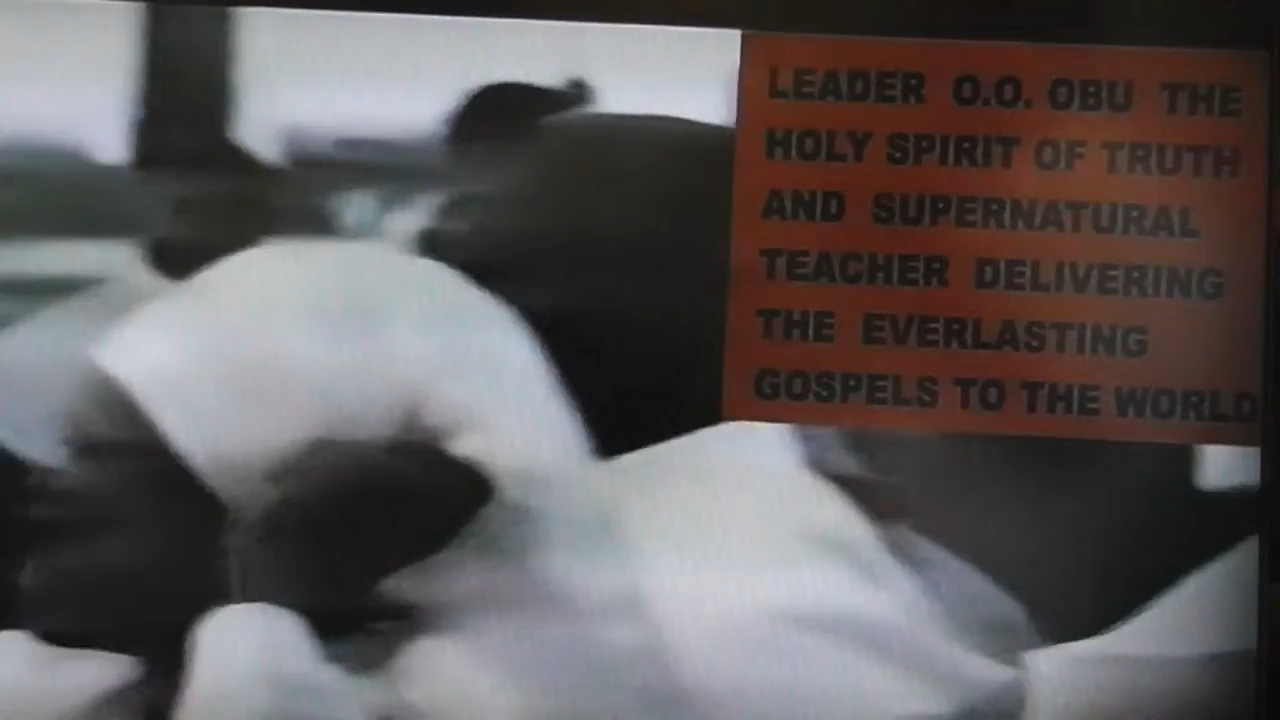 LEADER O.O. OBU THE
HOLY SPIRIT OF TRUTH
AND SUPERNATURAL
TEACHER DELIVERING
THE EVERLASTING
GOSPELS TO THE WORLD